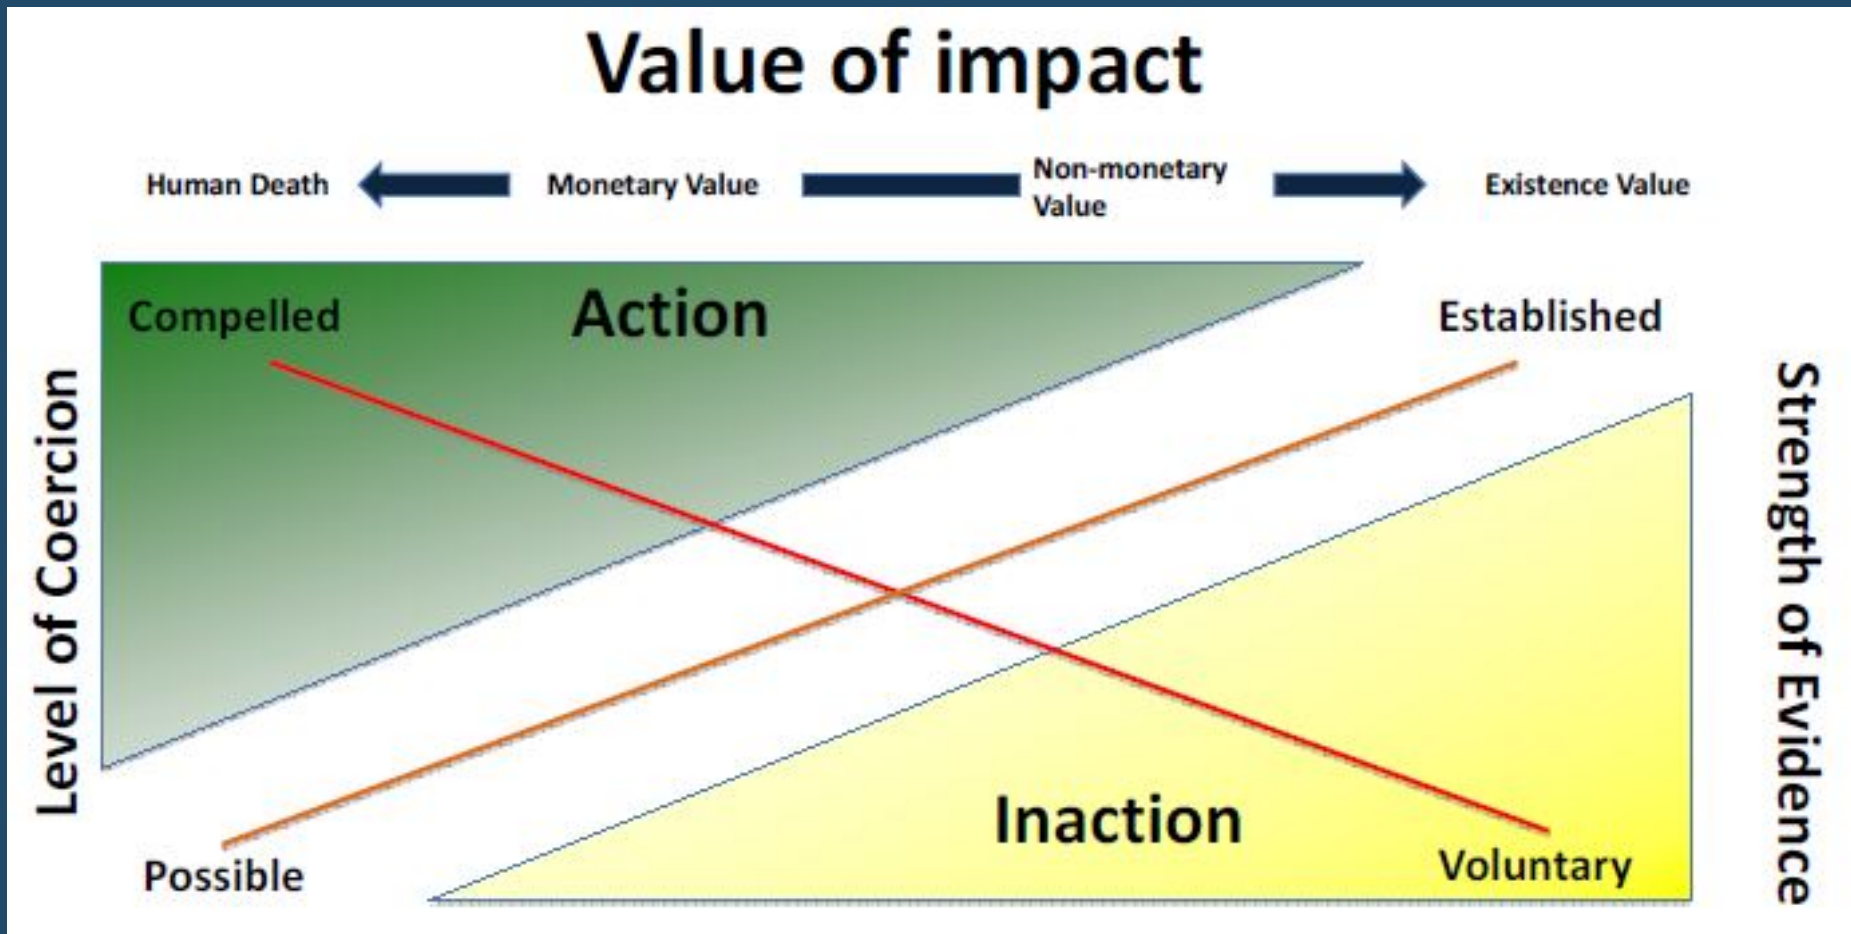 Value of impact
Human Death
Monetary Value
Non-monetary
Value
Existence Value
Compelled
Action
Established
Level of Coercion
Strength of Evidence
Possible
Inaction
Voluntary